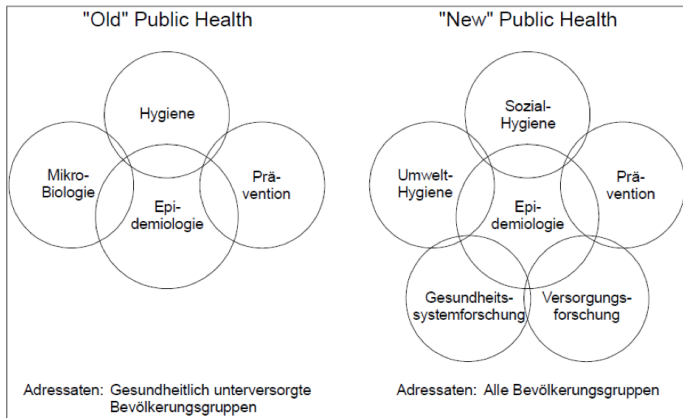 "Old" Public Health
Hygiene
Mikro-
Biologie
Prä-
vention
Epi-
demiologie
Adressaten: Gesundheitlich unterversorgte
Bevölkerungsgruppen
"New" Public Health
Sozial-
Hygiene
Umwelt-
Hygiene
Prä-
vention
Epi-
demiologie
Gesundheits-
systemforschung
Versorgungs-
forschung
Adressaten: Alle Bevölkerungsgruppen